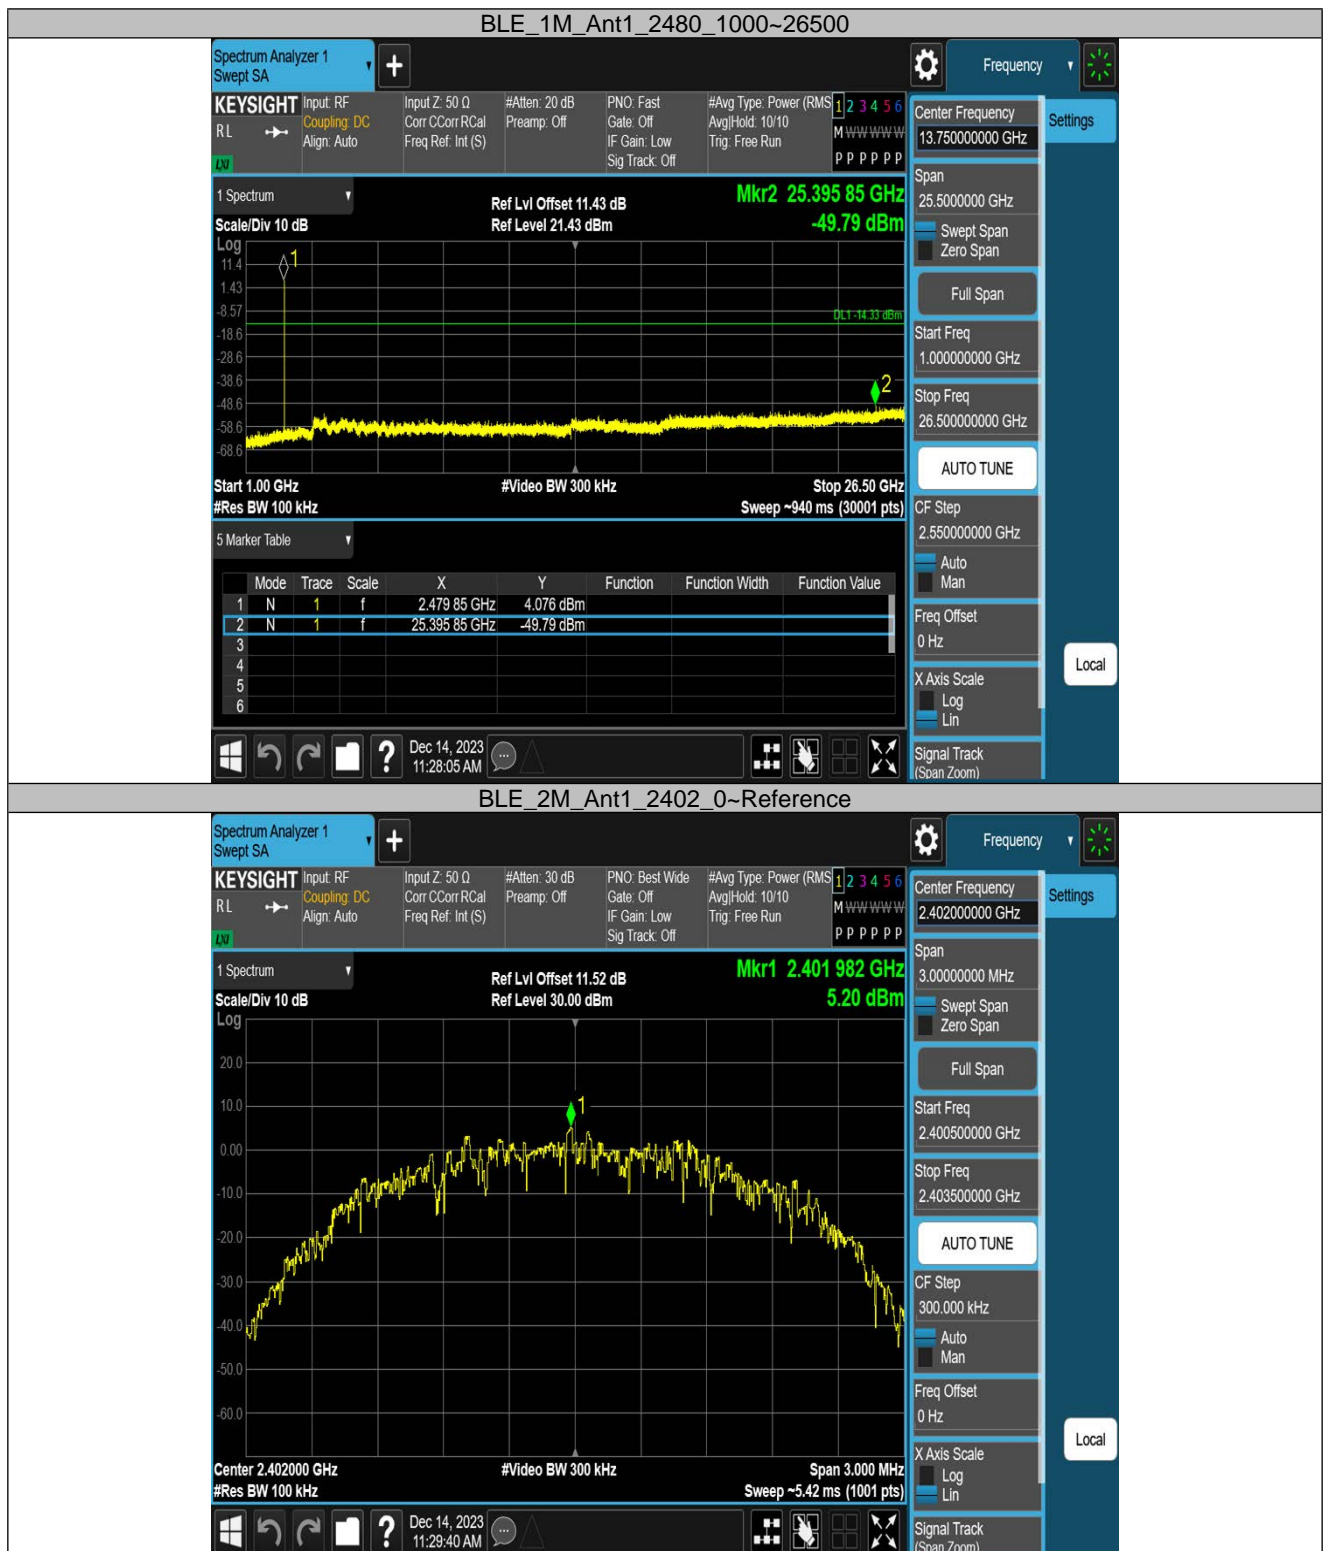 BLE_1M_Ant1_2480_1000~26500
Spectrum Analyzer 1
Swept SA
+
Frequency
KEYSIGHT
RL
LXI
Input: RF
Coupling: DC
Align: Auto
Input Z: 50 Ω
Corr CCorr RCal
Freq Ref: Int (S)
#Atten: 20 dB
Preamp: Off
PNO: Fast
Gate: Off
IF Gain: Low
Sig Track: Off
#Avg Type: Power (RMS
Avg|Hold: 10/10
Trig: Free Run
1 2 3 4 5 6
M W W W W W
P P P P P P
Center Frequency
13.750000000 GHz
Settings
Span
25.5000000 GHz
Swept Span
Zero Span
Full Span
Start Freq
1.000000000 GHz
Stop Freq
26.500000000 GHz
AUTO TUNE
CF Step
2.550000000 GHz
Auto
Man
Freq Offset
0 Hz
X Axis Scale
Log
Lin
Signal Track
(Span Zoom)
Local
1 Spectrum
Scale/Div 10 dB
Ref Lvl Offset 11.43 dB
Ref Level 21.43 dBm
Mkr2 25.395 85 GHz
-49.79 dBm
Log
11.4
1.43
-8.57
-18.6
-28.6
-38.6
-48.6
-58.6
-68.6
1
DL1 -14.33 dBm
2
Start 1.00 GHz
#Video BW 300 kHz
Stop 26.50 GHz
#Res BW 100 kHz
Sweep ~940 ms (30001 pts)
5 Marker Table
Mode Trace Scale X Y Function Function Width Function Value
1 N 1 f 2.479 85 GHz 4.076 dBm
2 N 1 f 25.395 85 GHz -49.79 dBm
3
4
5
6
?
Dec 14, 2023
11:28:05 AM
BLE_2M_Ant1_2402_0~Reference
Spectrum Analyzer 1
Swept SA
+
Frequency
KEYSIGHT
RL
LXI
Input: RF
Coupling: DC
Align: Auto
Input Z: 50 Ω
Corr CCorr RCal
Freq Ref: Int (S)
#Atten: 30 dB
Preamp: Off
PNO: Best Wide
Gate: Off
IF Gain: Low
Sig Track: Off
#Avg Type: Power (RMS
Avg|Hold: 10/10
Trig: Free Run
1 2 3 4 5 6
M W W W W W
P P P P P P
Center Frequency
2.402000000 GHz
Settings
Span
3.00000000 MHz
Swept Span
Zero Span
Full Span
Start Freq
2.400500000 GHz
Stop Freq
2.403500000 GHz
AUTO TUNE
CF Step
300.000 kHz
Auto
Man
Freq Offset
0 Hz
X Axis Scale
Log
Lin
Signal Track
(Span Zoom)
Local
1 Spectrum
Scale/Div 10 dB
Ref Lvl Offset 11.52 dB
Ref Level 30.00 dBm
Mkr1 2.401 982 GHz
5.20 dBm
Log
20.0
10.0
0.00
-10.0
-20.0
-30.0
-40.0
-50.0
-60.0
1
Center 2.402000 GHz
#Video BW 300 kHz
Span 3.000 MHz
#Res BW 100 kHz
Sweep ~5.42 ms (1001 pts)
?
Dec 14, 2023
11:29:40 AM